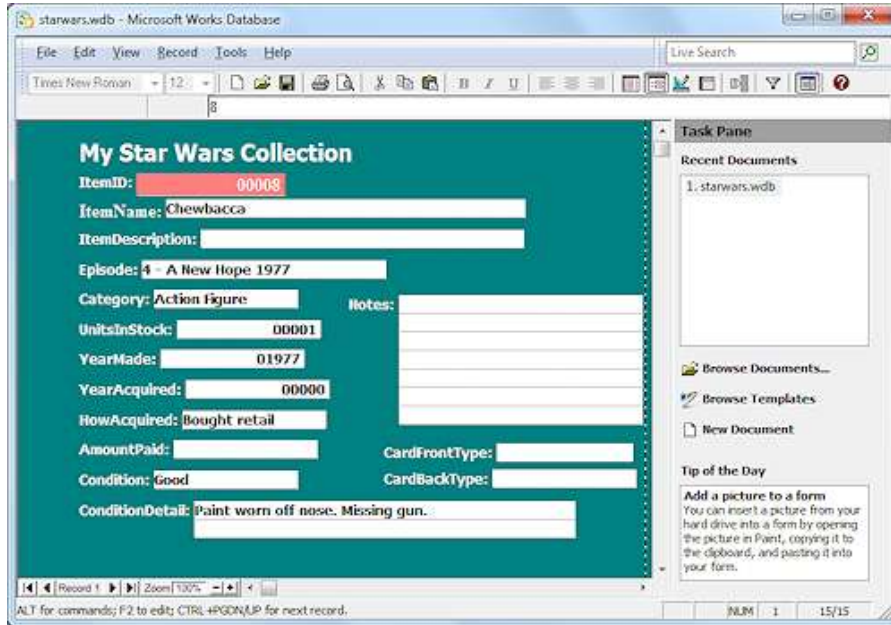 starwars.wdb - Microsoft Works Database
File Edit View Record Tools Help
Live Search
Times New Roman 12 B I U
8
My Star Wars Collection
ItemID: 00008
ItemName: Chewbacca
ItemDescription:
Episode: 4 - A New Hope 1977
Category: Action Figure
Notes:
UnitsInStock: 00001
YearMade: 01977
YearAcquired: 00000
HowAcquired: Bought retail
AmountPaid:
CardFrontType:
Condition: Good
CardBackType:
ConditionDetail: Paint worn off nose. Missing gun.
Task Pane
Recent Documents
1. starwars.wdb
Browse Documents...
Browse Templates
New Document
Tip of the Day
Add a picture to a form
You can insert a picture from your
hard drive into a form by opening
the picture in Paint, copying it to
the clipboard, and pasting it into
your form.
Record 1 Zoom 100%
ALT for commands; F2 to edit; CTRL+PGDN/UP for next record.
NUM 1 15/15